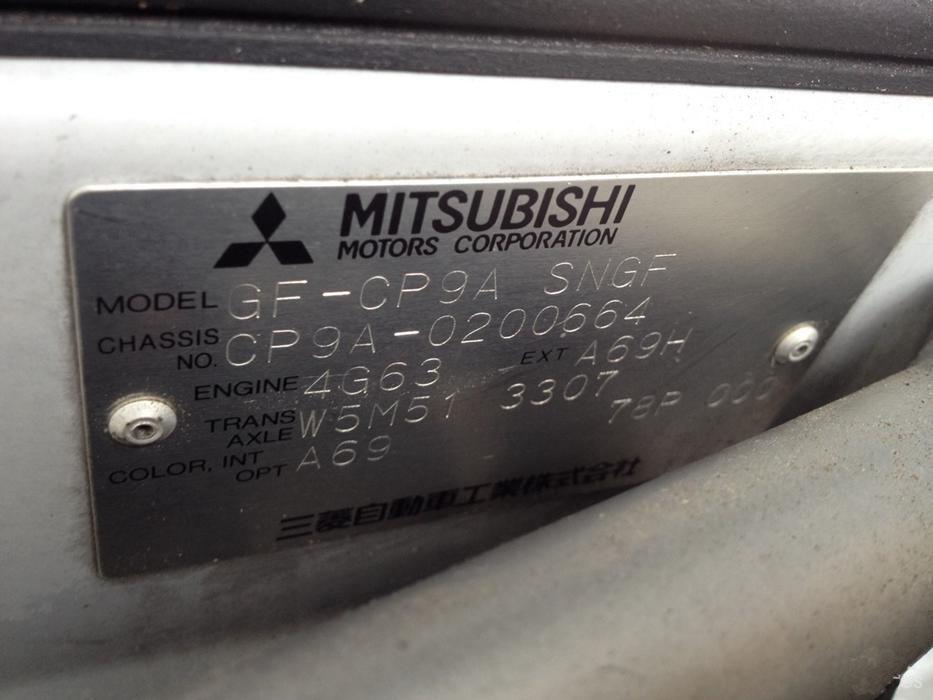 MITSUBISHI
MOTORS CORPORATION
MODEL GF-CP9A SNGF
CHASSIS NO. CP9A-0200664
ENGINE 4G63 EXT A69H
TRANS AXLE W5M51 3307
COLOR, INT OPT A69 78P 000
三菱自動車工業株式会社